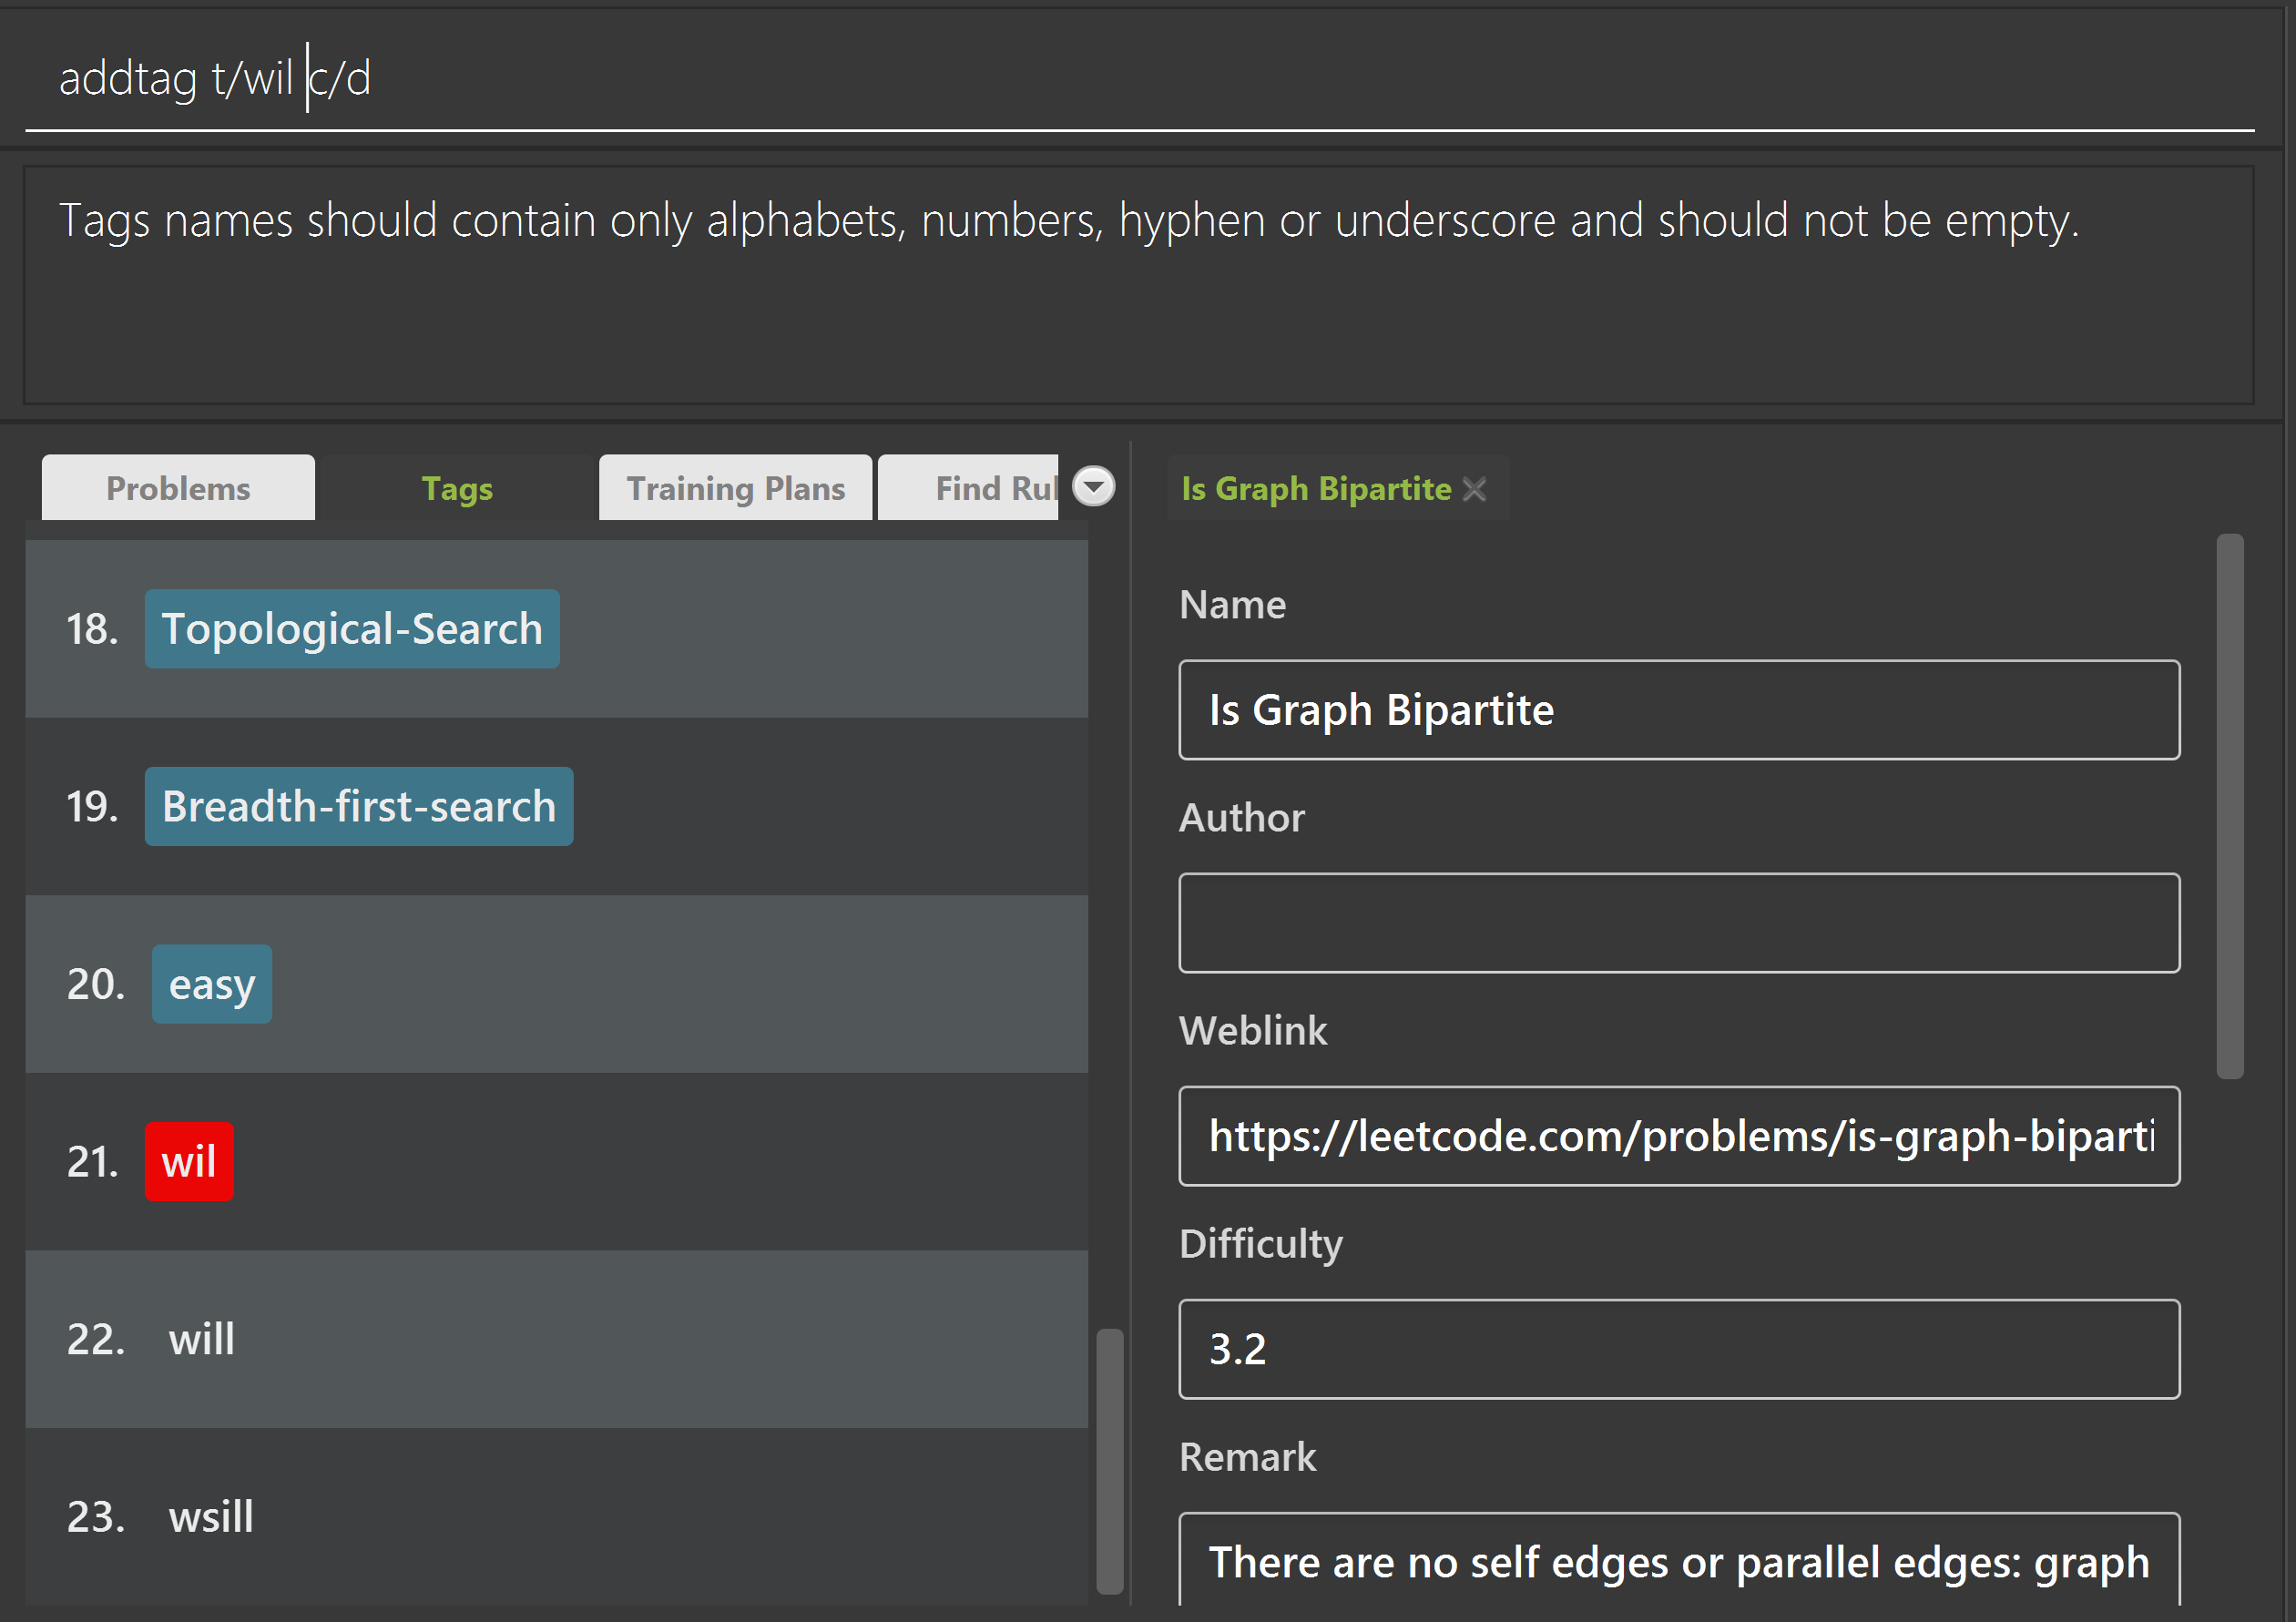 addtag t/wil c/d
Tags names should contain only alphabets, numbers, hyphen or underscore and should not be empty.
Problems
Tags
Training Plans
Find Rul
18. Topological-Search
19. Breadth-first-search
20. easy
21. wil
22. will
23. wsill
Is Graph Bipartite
Name
Is Graph Bipartite
Author
Weblink
https://leetcode.com/problems/is-graph-biparti
Difficulty
3.2
Remark
There are no self edges or parallel edges: graph